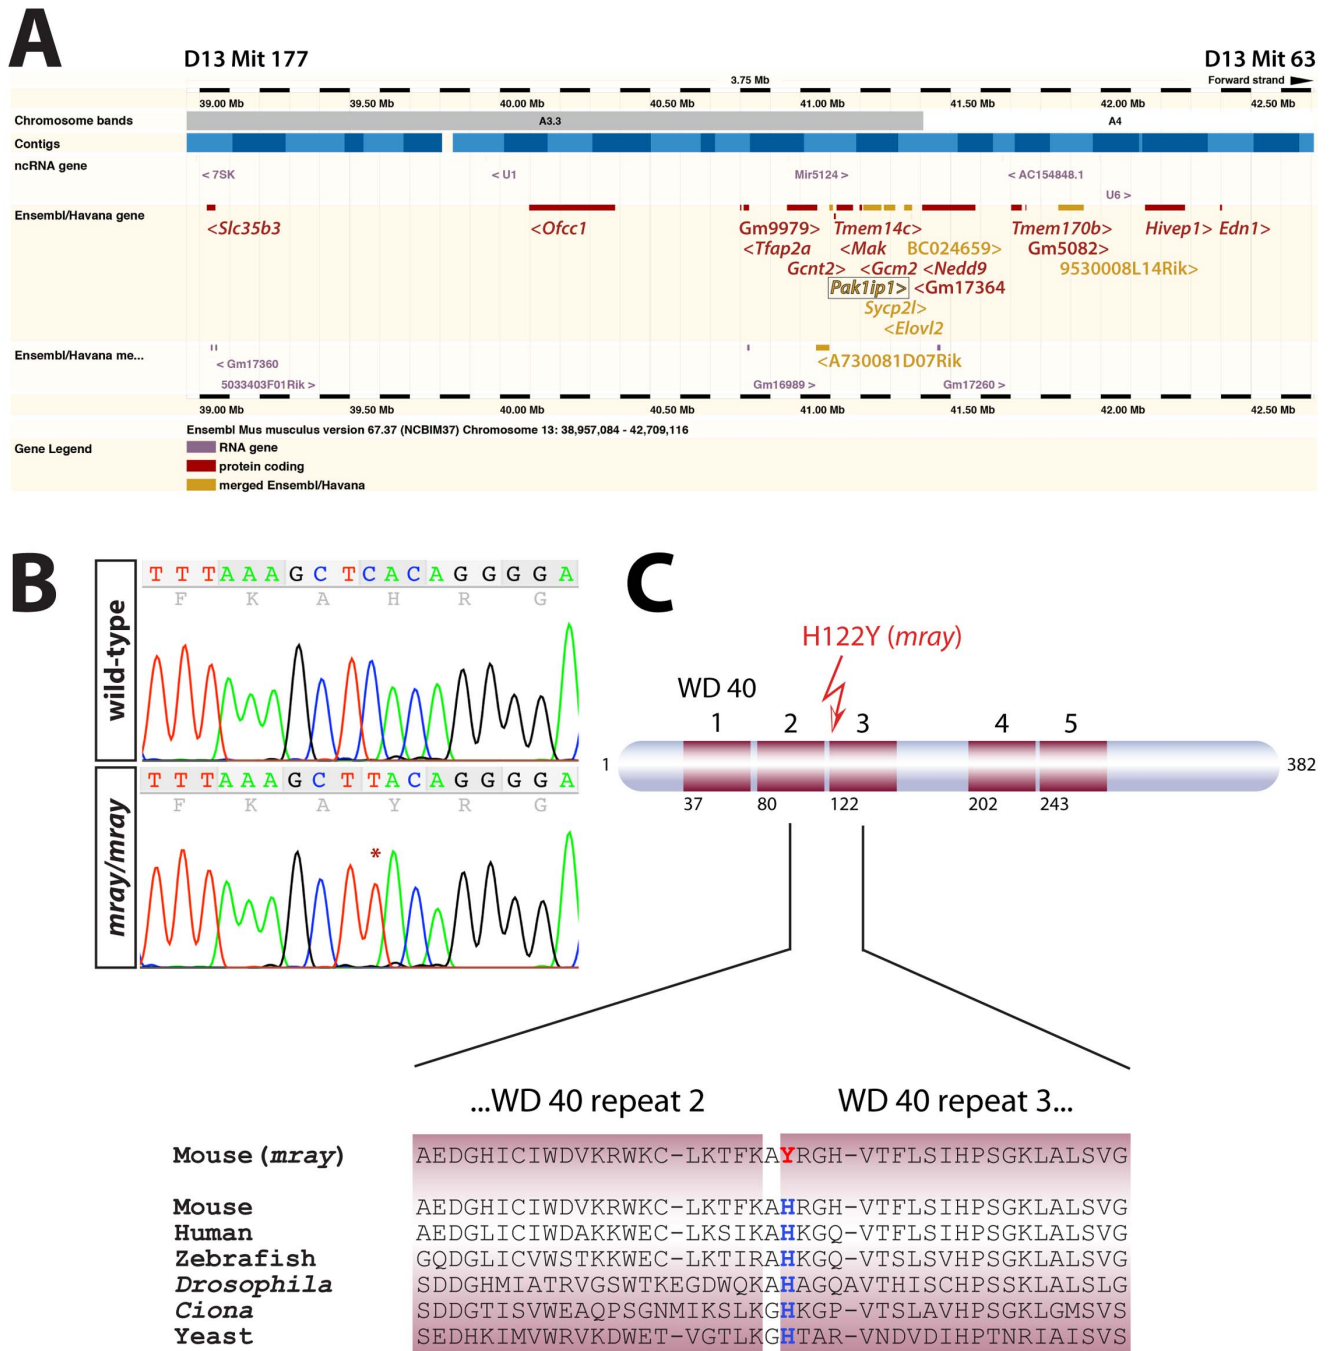 A
D13 Mit 177 D13 Mit 63
3.75 Mb Forward strand
39.00 Mb 39.50 Mb 40.00 Mb 40.50 Mb 41.00 Mb 41.50 Mb 42.00 Mb 42.50 Mb
Chromosome bands A3.3 A4
Contigs
ncRNA gene
< 7SK < U1 Mir5124 > < AC154848.1
U6 >
Ensembl/Havana gene
<Slc35b3 <Ofcc1 Gm9979> Tmem14c> Tmem170b> Hivep1> Edn1>
<Tfap2a <Mak BC024659> Gm5082>
Gcnt2> <Gcm2 <Nedd9 9530008L14Rik>
Pak1ip1> <Gm17364
Sycp2l>
<Elovl2
Ensembl/Havana me...
< Gm17360 <A730081D07Rik
5033403F01Rik > Gm16989 > Gm17260 >
39.00 Mb 39.50 Mb 40.00 Mb 40.50 Mb 41.00 Mb 41.50 Mb 42.00 Mb 42.50 Mb
Ensembl Mus musculus version 67.37 (NCBIM37) Chromosome 13: 38,957,084 - 42,709,116
Gene Legend RNA gene
protein coding
merged Ensembl/Havana
B
wild-type
T T T A A A G C T C A C A G G G G A
F K A H R G
mray/mray
T T T A A A G C T T A C A G G G G A
F K A Y R G
*
C
H122Y (mray)
WD 40
1 2 3 4 5
1 382
37 80 122 202 243
...WD 40 repeat 2 WD 40 repeat 3...
Mouse (mray) AEDGHICIWDVKRWKC-LKTFKAYRGH-VTFLSIHPSGKLALSVG
Mouse AEDGHICIWDVKRWKC-LKTFKAHRGH-VTFLSIHPSGKLALSVG
Human AEDGLICIWDAKKWEC-LKSIKAHKGQ-VTFLSIHPSGKLALSVG
Zebrafish GQDGLICVWSTKKWEC-LKTIRAHKGQ-VTSLSVHPSGKLALSVG
Drosophila SDDGHMIATRVGSWTKEGDWQKAHAGQAVTHISCHPSSKLALSLG
Ciona SDDGTISVWEAQPSGNMIKSLKGHKGP-VTSLAVHPSGKLGMSVS
Yeast SEDHKIMVWRVKDWET-VGTLKGHTAR-VNDVDIHPTNRIAISVS